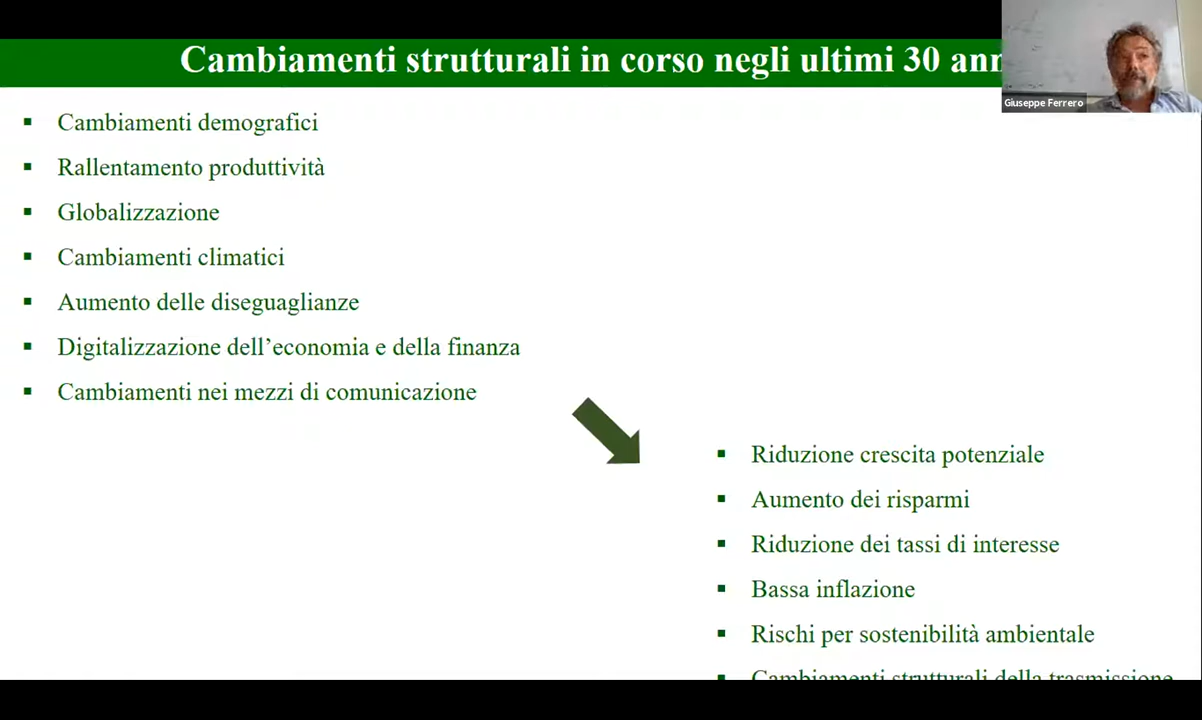 Cambiamenti strutturali in corso negli ultimi 30 ann
Giuseppe Ferrero
▪ Cambiamenti demografici
▪ Rallentamento produttività
▪ Globalizzazione
▪ Cambiamenti climatici
▪ Aumento delle diseguaglianze
▪ Digitalizzazione dell’economia e della finanza
▪ Cambiamenti nei mezzi di comunicazione
▪ Riduzione crescita potenziale
▪ Aumento dei risparmi
▪ Riduzione dei tassi di interesse
▪ Bassa inflazione
▪ Rischi per sostenibilità ambientale
▪ Cambiamenti strutturali della trasmissione